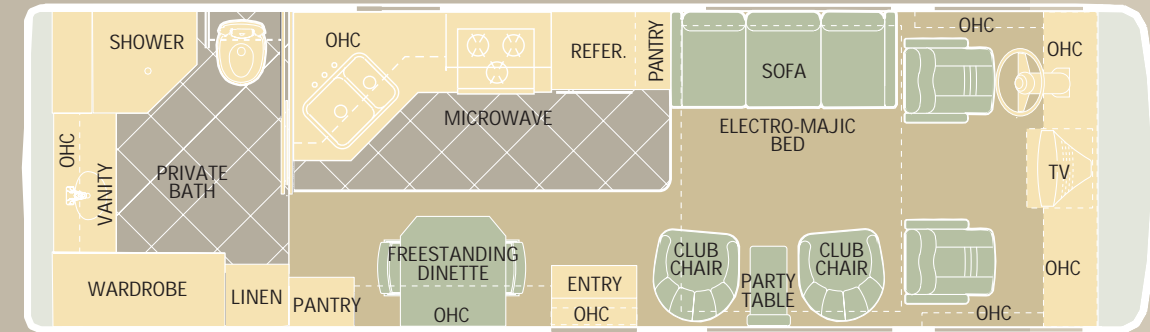 SHOWER
OHC
REFER.
PANTRY
SOFA
OHC
OHC
MICROWAVE
ELECTRO-MAJIC
BED
OHC
VANITY
PRIVATE
BATH
TV
WARDROBE
LINEN
PANTRY
FREESTANDING
DINETTE
OHC
ENTRY
OHC
CLUB
CHAIR
PARTY
TABLE
CLUB
CHAIR
OHC
OHC